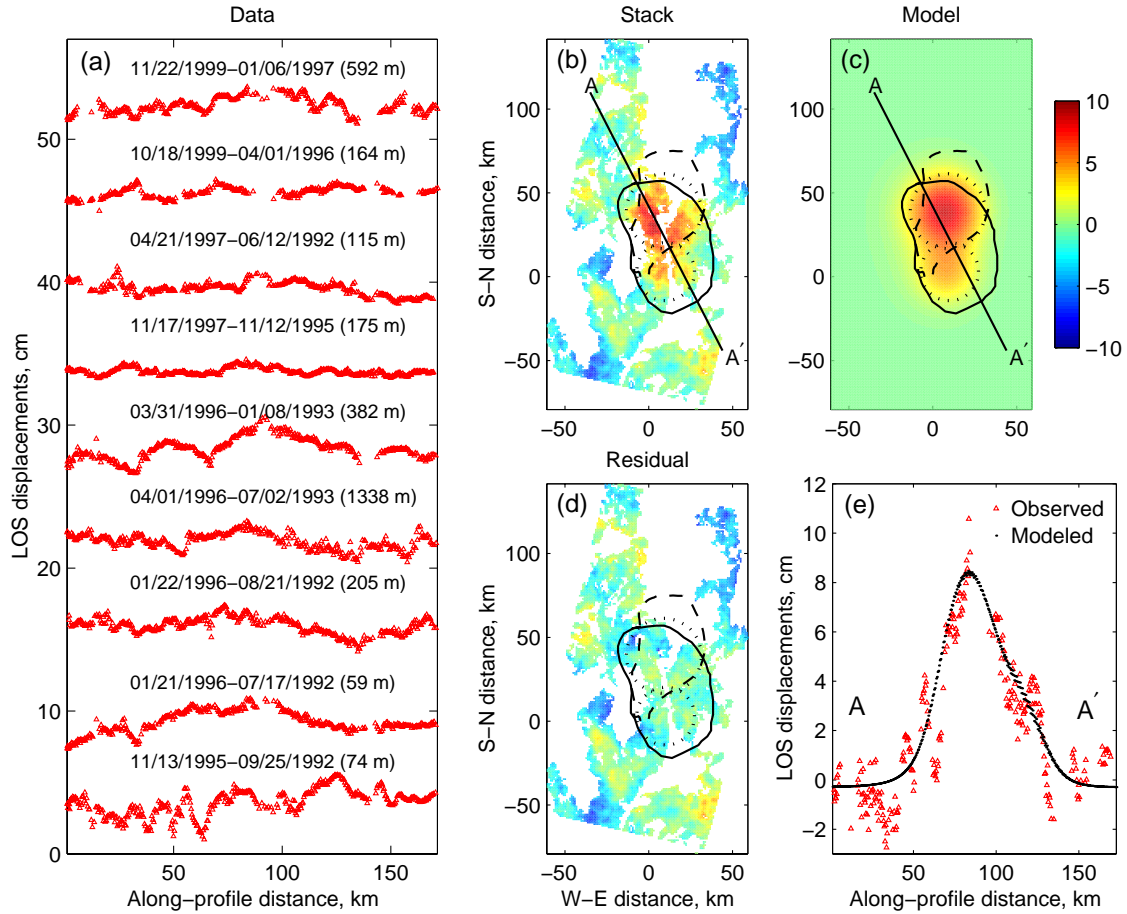 Data
Stack
Model
(a)
11/22/1999−01/06/1997 (592 m)
10/18/1999−04/01/1996 (164 m)
04/21/1997−06/12/1992 (115 m)
11/17/1997−11/12/1995 (175 m)
03/31/1996−01/08/1993 (382 m)
04/01/1996−07/02/1993 (1338 m)
01/22/1996−08/21/1992 (205 m)
01/21/1996−07/17/1992 (59 m)
11/13/1995−09/25/1992 (74 m)
50
40
30
20
10
0
LOS displacements, cm
50 100 150
Along−profile distance, km
(b)
A
A′
100
50
0
−50
S−N distance, km
−50 0 50
(c)
A
A′
100
50
0
−50
−50 0 50
10
5
0
−5
−10
Residual
(d)
100
50
0
−50
S−N distance, km
−50 0 50
W−E distance, km
(e)
Observed
Modeled
A
A′
12
10
8
6
4
2
0
−2
LOS displacements, cm
0 50 100 150
Along−profile distance, km